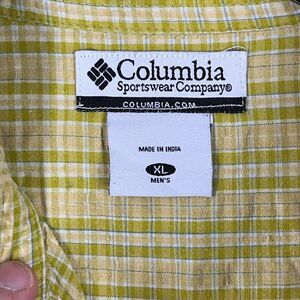 Columbia
Sportswear Company®
COLUMBIA.COM
MADE IN INDIA
XL
MEN'S